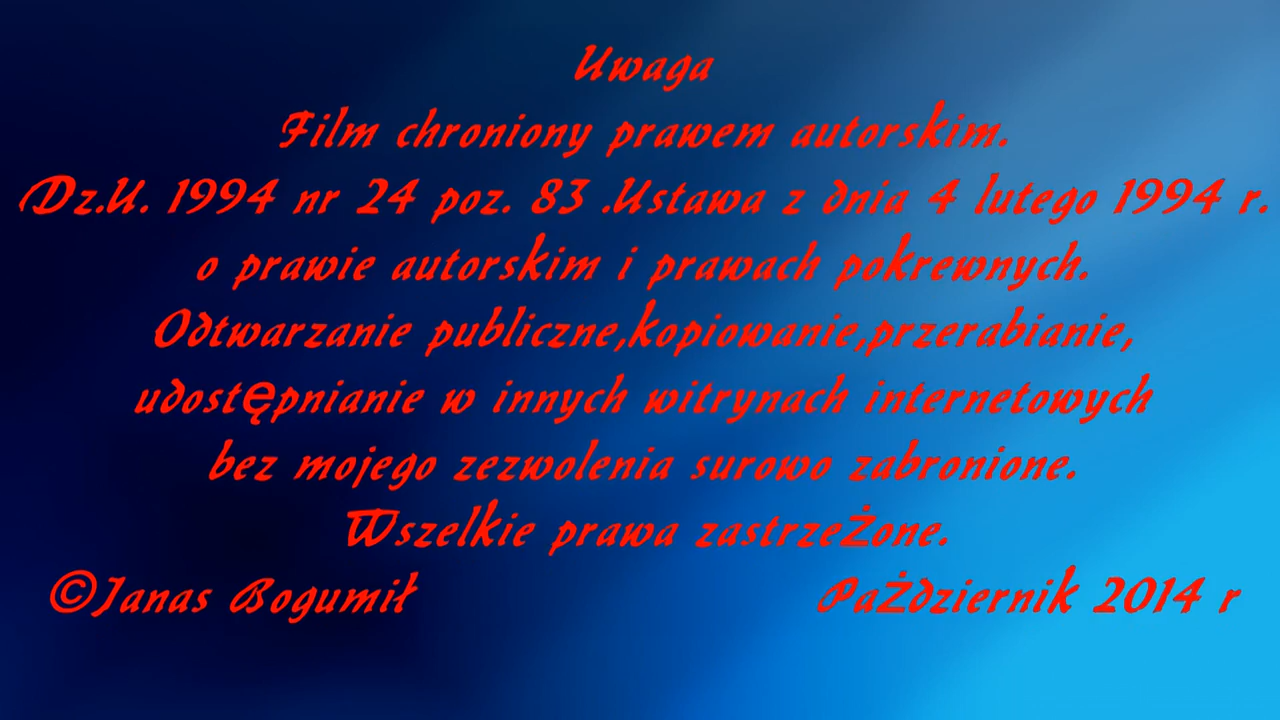 Uwaga
Film chroniony prawem autorskim.
Dz.U. 1994 nr 24 poz. 83 .Ustawa z dnia 4 lutego 1994 r.
o prawie autorskim i prawach pokrewnych.
Odtwarzanie publiczne,kopiowanie,przerabianie,
udostępnianie w innych witrynach internetowych
bez mojego zezwolenia surowo zabronione.
Wszelkie prawa zastrzeŻone.
©Janas Bogumił PaŻdziernik 2014 r